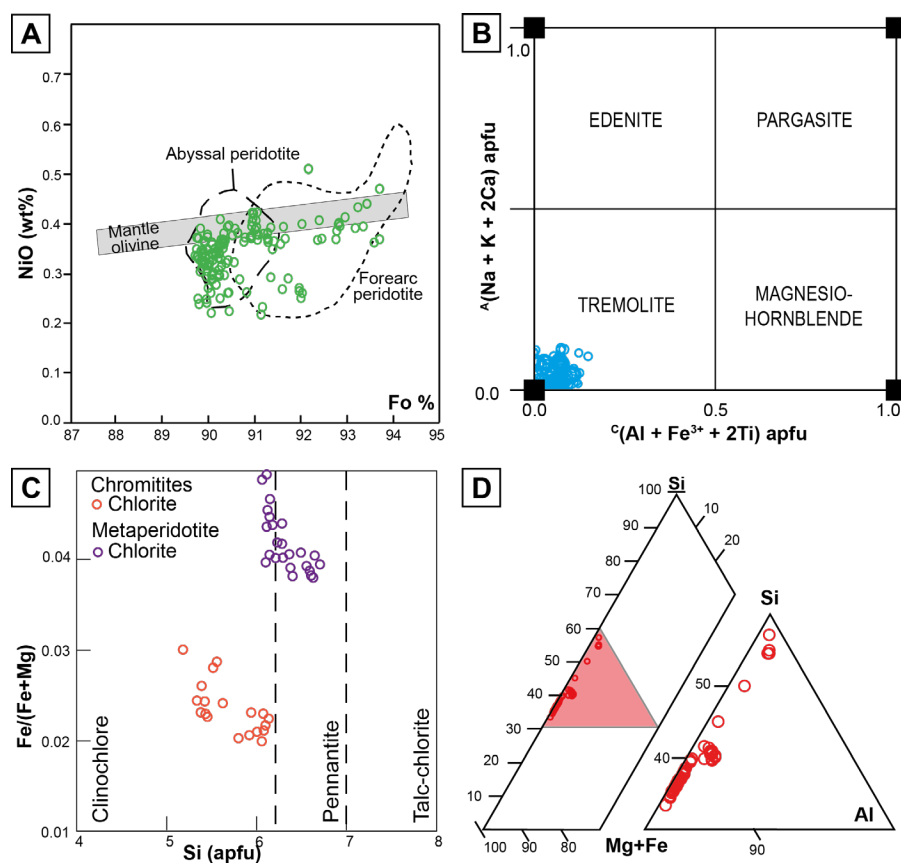 A
NiO (wt%)
0.7
0.6
0.5
0.4
0.3
0.2
0.1
0.0
Abyssal peridotite
Mantle
olivine
Forearc
peridotite
Fo %
87 88 89 90 91 92 93 94 95
B
ᴬ(Na + K + 2Ca) apfu
1.0
0.0
EDENITE
PARGASITE
TREMOLITE
MAGNESIO-
HORNBLENDE
0.0 0.5 1.0
ᶜ(Al + Fe³⁺ + 2Ti) apfu
C
Chromitites
Chlorite
Metaperidotite
Chlorite
Fe/(Fe+Mg)
0.04
0.03
0.02
0.01
Clinochlore
Pennantite
Talc-chlorite
4 5 6 7 8
Si (apfu)
D
Si
100
90
80
70
60
50
40
30
20
10
10
20
100 90 80
Mg+Fe
Si
50
40
Al
90